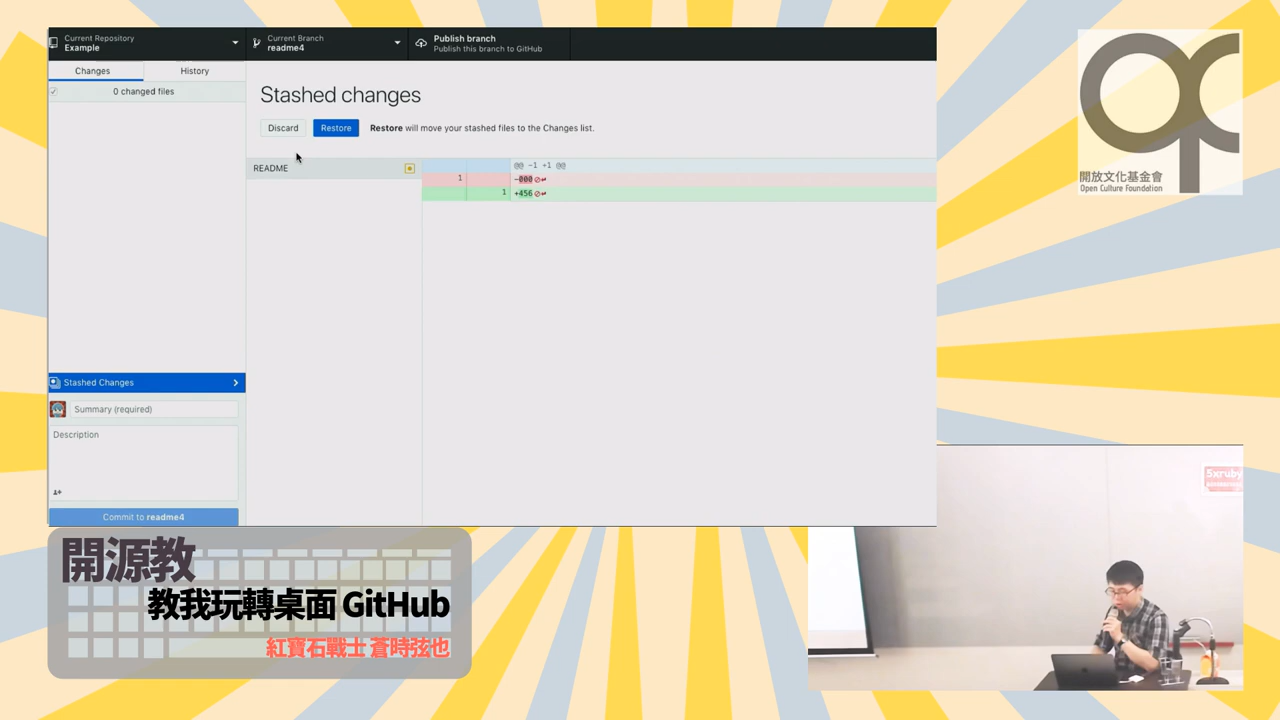 Current Repository
Example
Current Branch
readme4
Publish branch
Publish this branch to GitHub
Changes
History
0 changed files
Stashed changes
Discard
Restore
Restore will move your stashed files to the Changes list.
README
@@ -1 +1 @@
1
-000
1
+456
Stashed Changes
Summary (required)
Description
Commit to readme4
開放文化基金會
Open Culture Foundation
5xruby
開源教
教我玩轉桌面 GitHub
紅寶石戰士 蒼時弦也